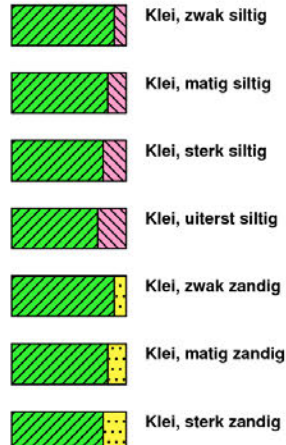 Klei, zwak siltig
Klei, matig siltig
Klei, sterk siltig
Klei, uiterst siltig
Klei, zwak zandig
Klei, matig zandig
Klei, sterk zandig